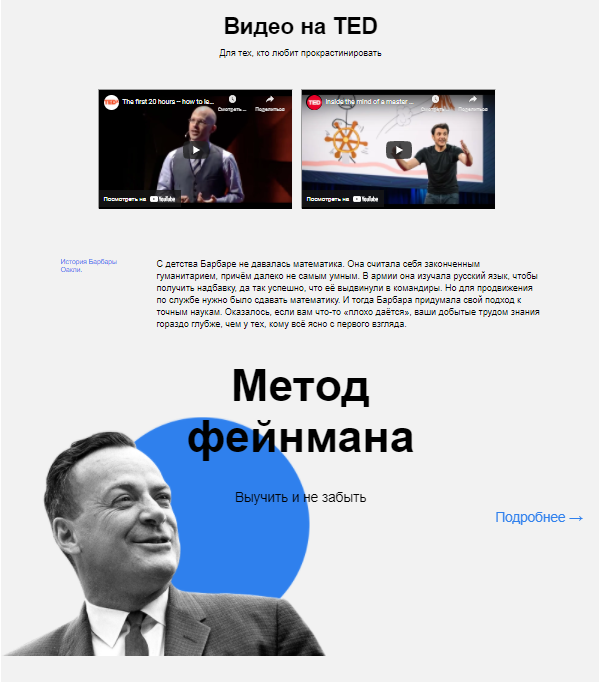 Видео на TED
Для тех, кто любит прокрастинировать
TED The first 20 hours -- how to le...
Смотреть ... Поделиться
Посмотреть на YouTube
TED Inside the mind of a master ...
Смотреть ... Поделиться
Посмотреть на YouTube
История Барбары
Оакли.
С детства Барбаре не давалась математика. Она считала себя законченным
гуманитарием, причём далеко не самым умным. В армии она изучала русский язык, чтобы
получить надбавку, да так успешно, что её выдвинули в командиры. Но для продвижения
по службе нужно было сдавать математику. И тогда Барбара придумала свой подход к
точным наукам. Оказалось, если вам что-то «плохо даётся», ваши добытые трудом знания
гораздо глубже, чем у тех, кому всё ясно с первого взгляда.
Метод
фейнмана
Выучить и не забыть
Подробнее →